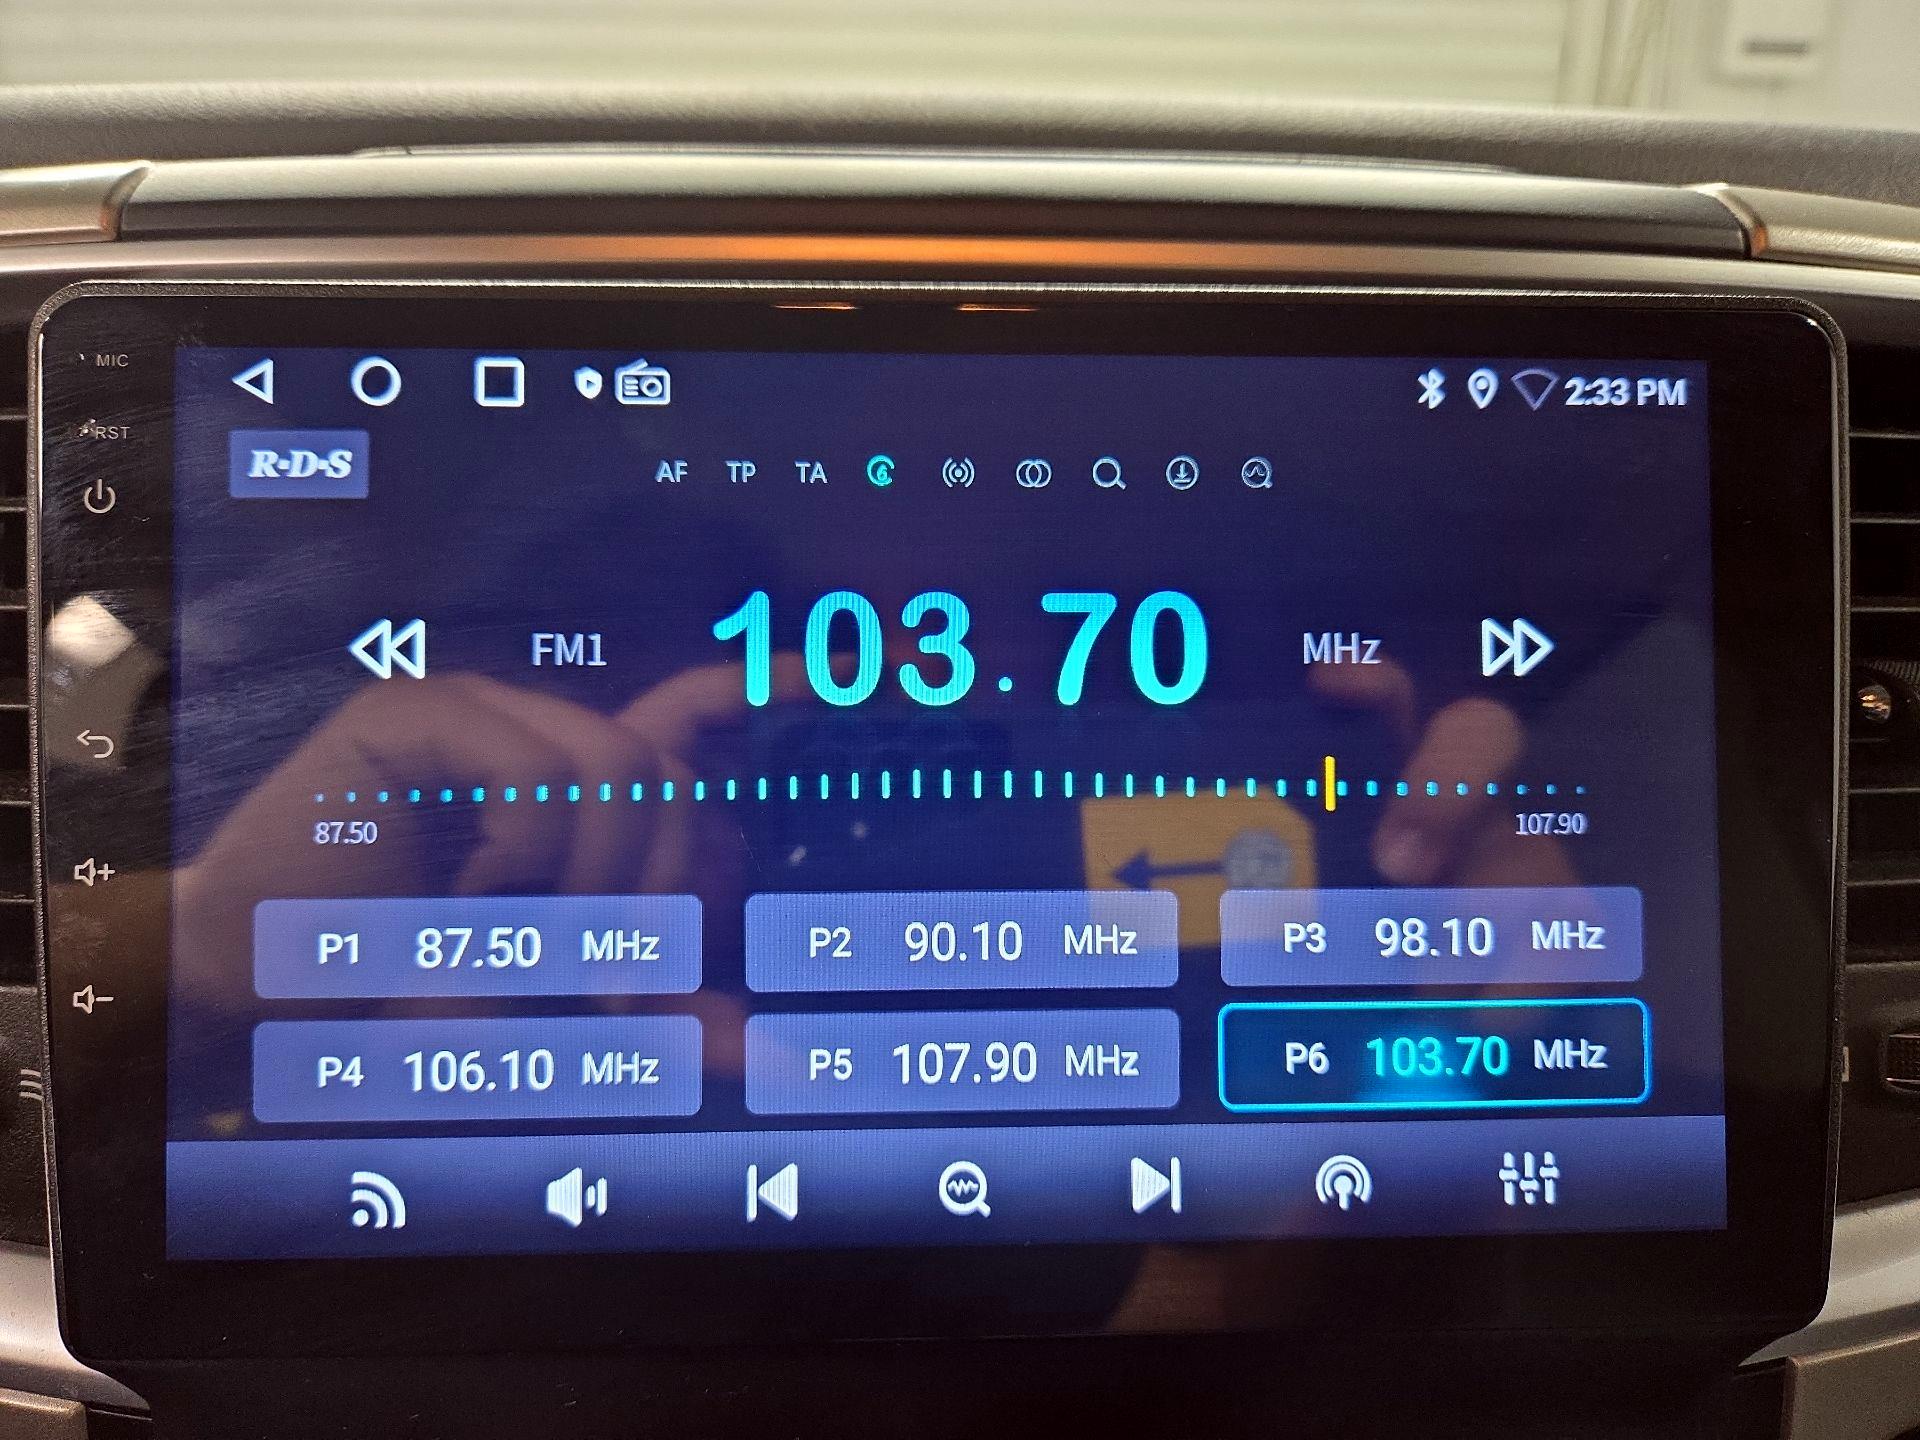 MIC
2:33 PM
RST
R·D·S
AF TP TA
FM1 103.70 MHz
87.50 107.90
P1 87.50 MHz P2 90.10 MHz P3 98.10 MHz
P4 106.10 MHz P5 107.90 MHz P6 103.70 MHz